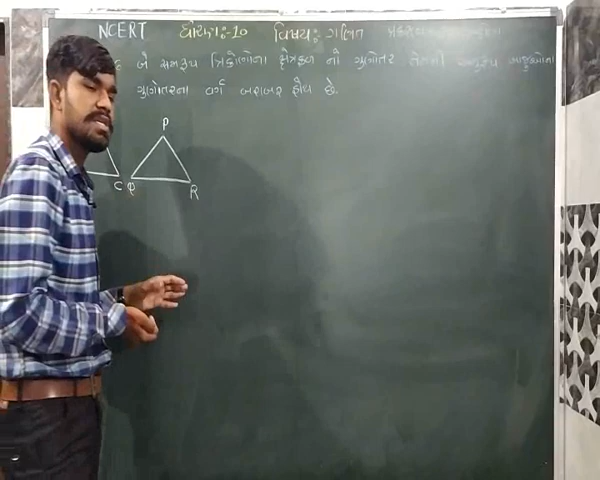 NCERT ધોરણ:-10 વિષય: ગણિત
બે સમરૂપ ત્રિકોણોના ક્ષેત્રફળ નો ગુણોતર તેમની અનુરૂપ બાજુઓના
ગુણોતરના વર્ગ બરાબર હોય છે.
P
C Q R